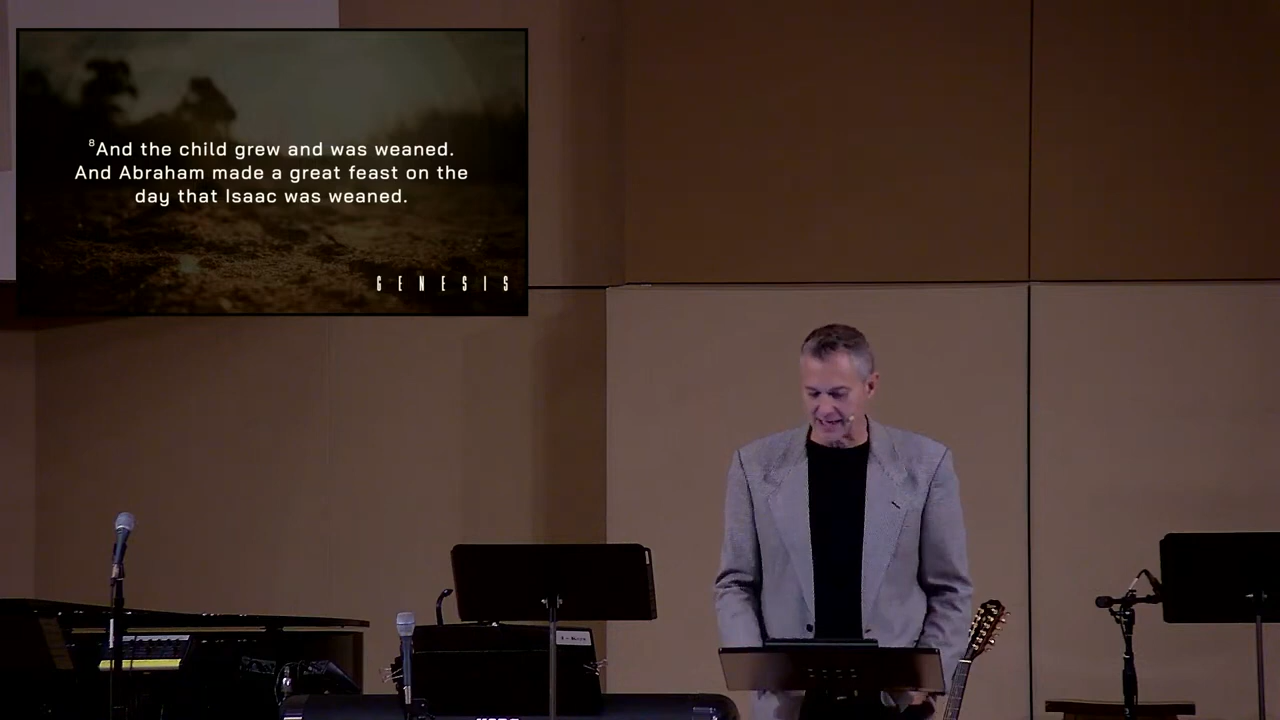 ⁸And the child grew and was weaned.
And Abraham made a great feast on the
day that Isaac was weaned.
GENESIS
KORG